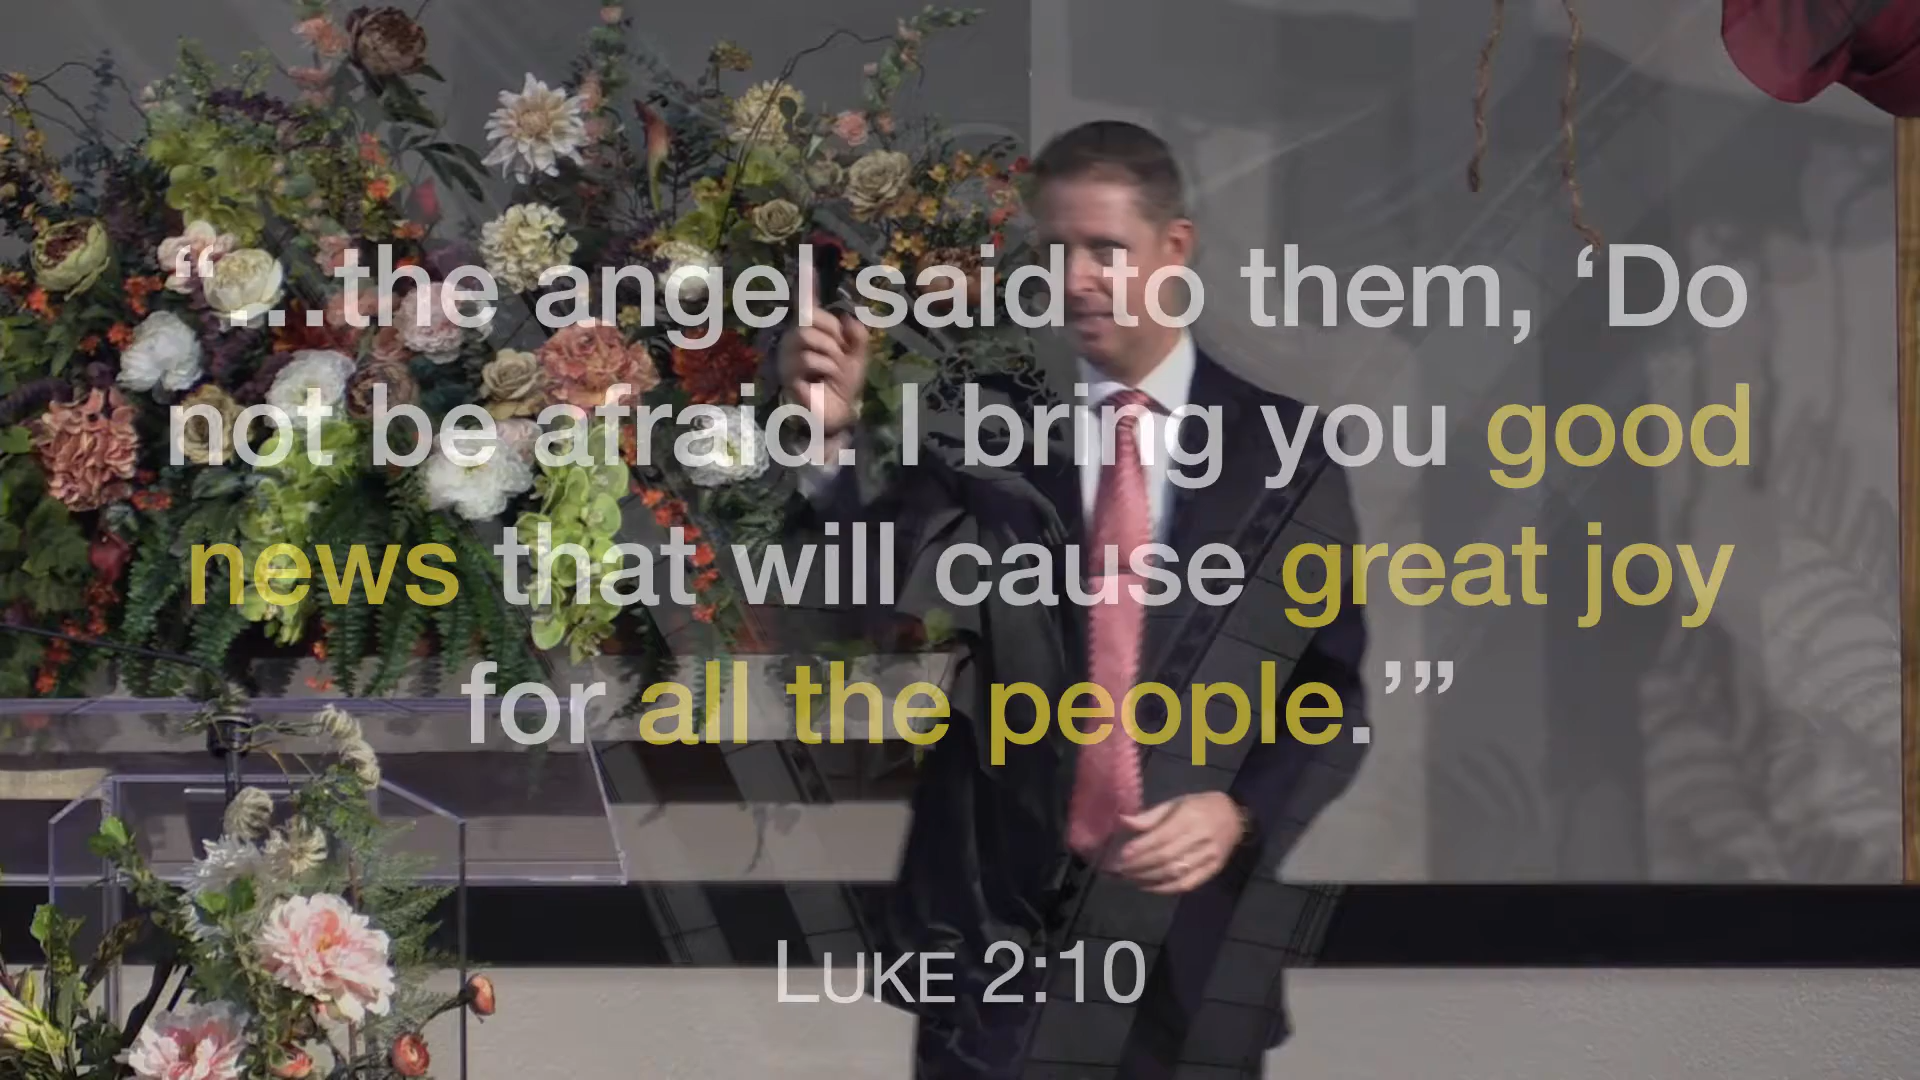 “…the angel said to them, ‘Do
not be afraid. I bring you good
news that will cause great joy
for all the people.’”
LUKE 2:10